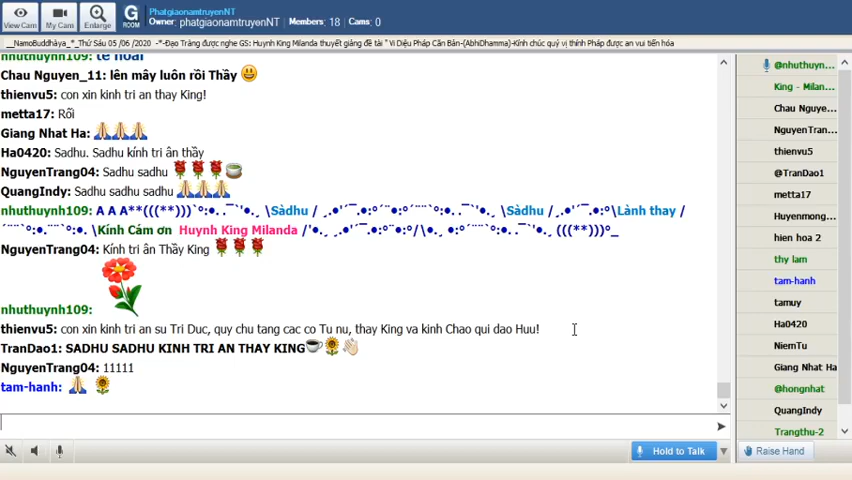 View Cam
My Cam
Enlarge
G
ROOM
PhatgiaonamtruyenNT
Owner: phatgiaonamtruyenNT Members: 18 Cams: 0
__NamoBuddhàya_*_Thứ Sáu 05 /06 /2020 -*-Đạo Tràng được nghe GS: Huynh King Milanda thuyết giảng đề tài " Vi Diệu Pháp Căn Bản-(AbhiDhamma)-Kính chúc quý vị thính Pháp được an vui tiến hóa
nhuthuynh109: te hoai
Chau Nguyen_11: lên mây luôn rồi Thầy
thienvu5: con xin kinh tri an thay King!
metta17: Rồi
Giang Nhat Ha:
Ha0420: Sadhu. Sadhu kính tri ân thầy
NguyenTrang04: Sadhu sadhu
QuangIndy: Sadhu sadhu sadhu
nhuthuynh109: A A A**(((**)))`°:•. .¯`'•.¸ \Sàdhu / ¸.•'´¯.•:°´¨•:°´¨¨`°:•. .¯`'•.¸ \Sàdhu / ¸.•'´¯.•:°\Lành thay /
´¨¨`°:•.¨¨`°:•. \Kính Cám ơn Huynh King Milanda /'•.¸ ¸.•'´¯.•:°¨•:°/\•.¸ •:°´¨¨`°:•. .¯`'•.¸ (((**)))°_
NguyenTrang04: Kính tri ân Thầy King
nhuthuynh109:
thienvu5: con xin kinh tri an su Tri Duc, quy chu tang cac co Tu nu, thay King va kinh Chao qui dao Huu!
TranDao1: SADHU SADHU KINH TRI AN THAY KING
NguyenTrang04: 11111
tam-hanh:
Hold to Talk
@nhuthuyn...
King - Milan...
Chau Nguye...
NguyenTran...
thienvu5
@TranDao1
metta17
Huyenmong...
hien hoa 2
thy lam
tam-hanh
tamuy
Ha0420
NiemTu
Giang Nhat Ha
@hongnhat
QuangIndy
Trangthu-2
Raise Hand